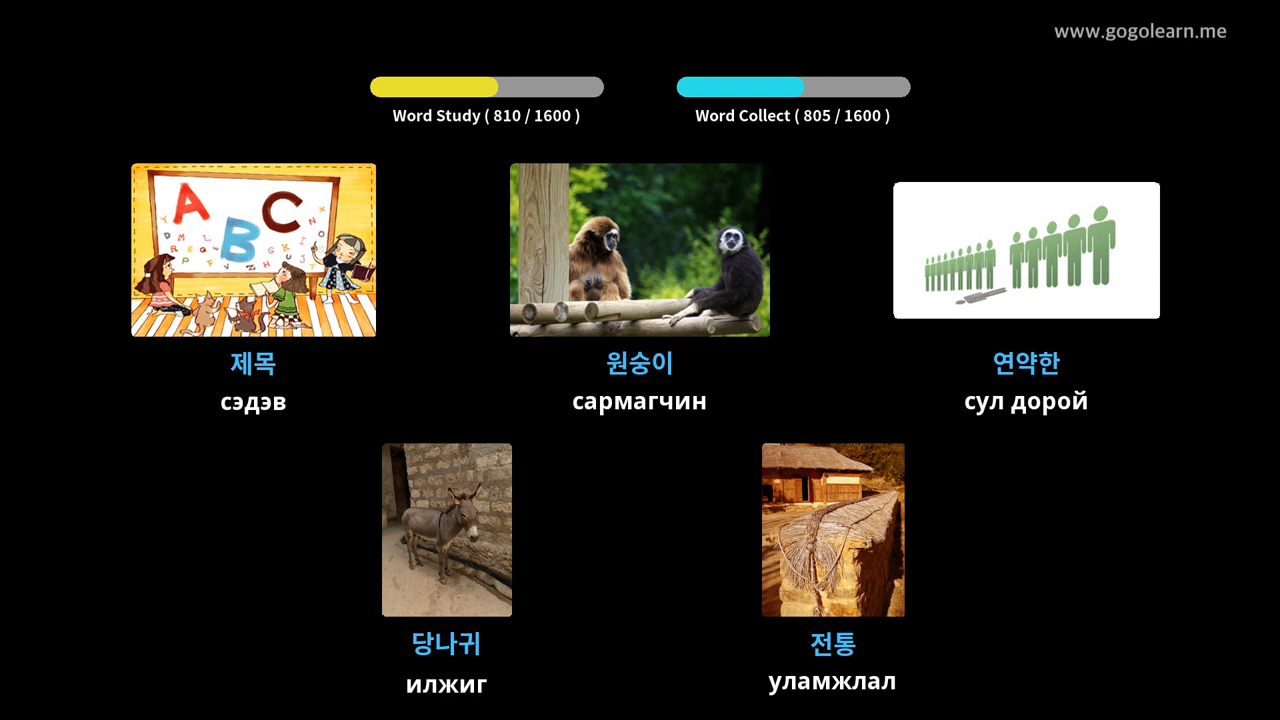 www.gogolearn.me
Word Study ( 810 / 1600 )
Word Collect ( 805 / 1600 )
A B C
제목
сэдэв
원숭이
сармагчин
연약한
сул дорой
당나귀
илжиг
전통
уламжлал